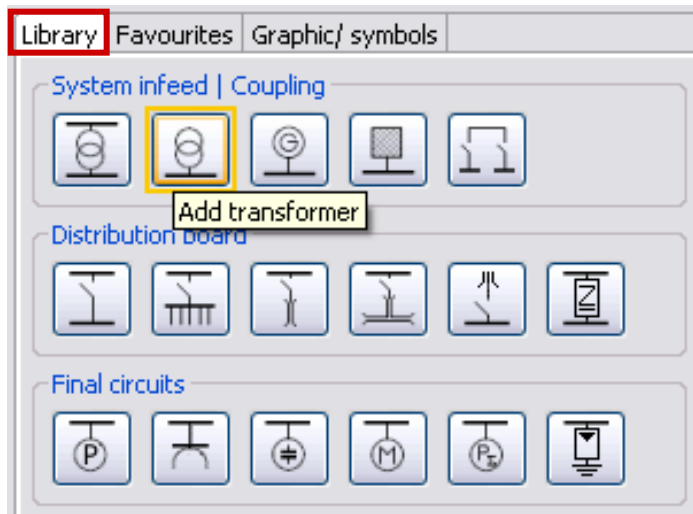 Library Favourites Graphic/ symbols
System infeed | Coupling
G
Add transformer
Distribution board
Z
Final circuits
P M P